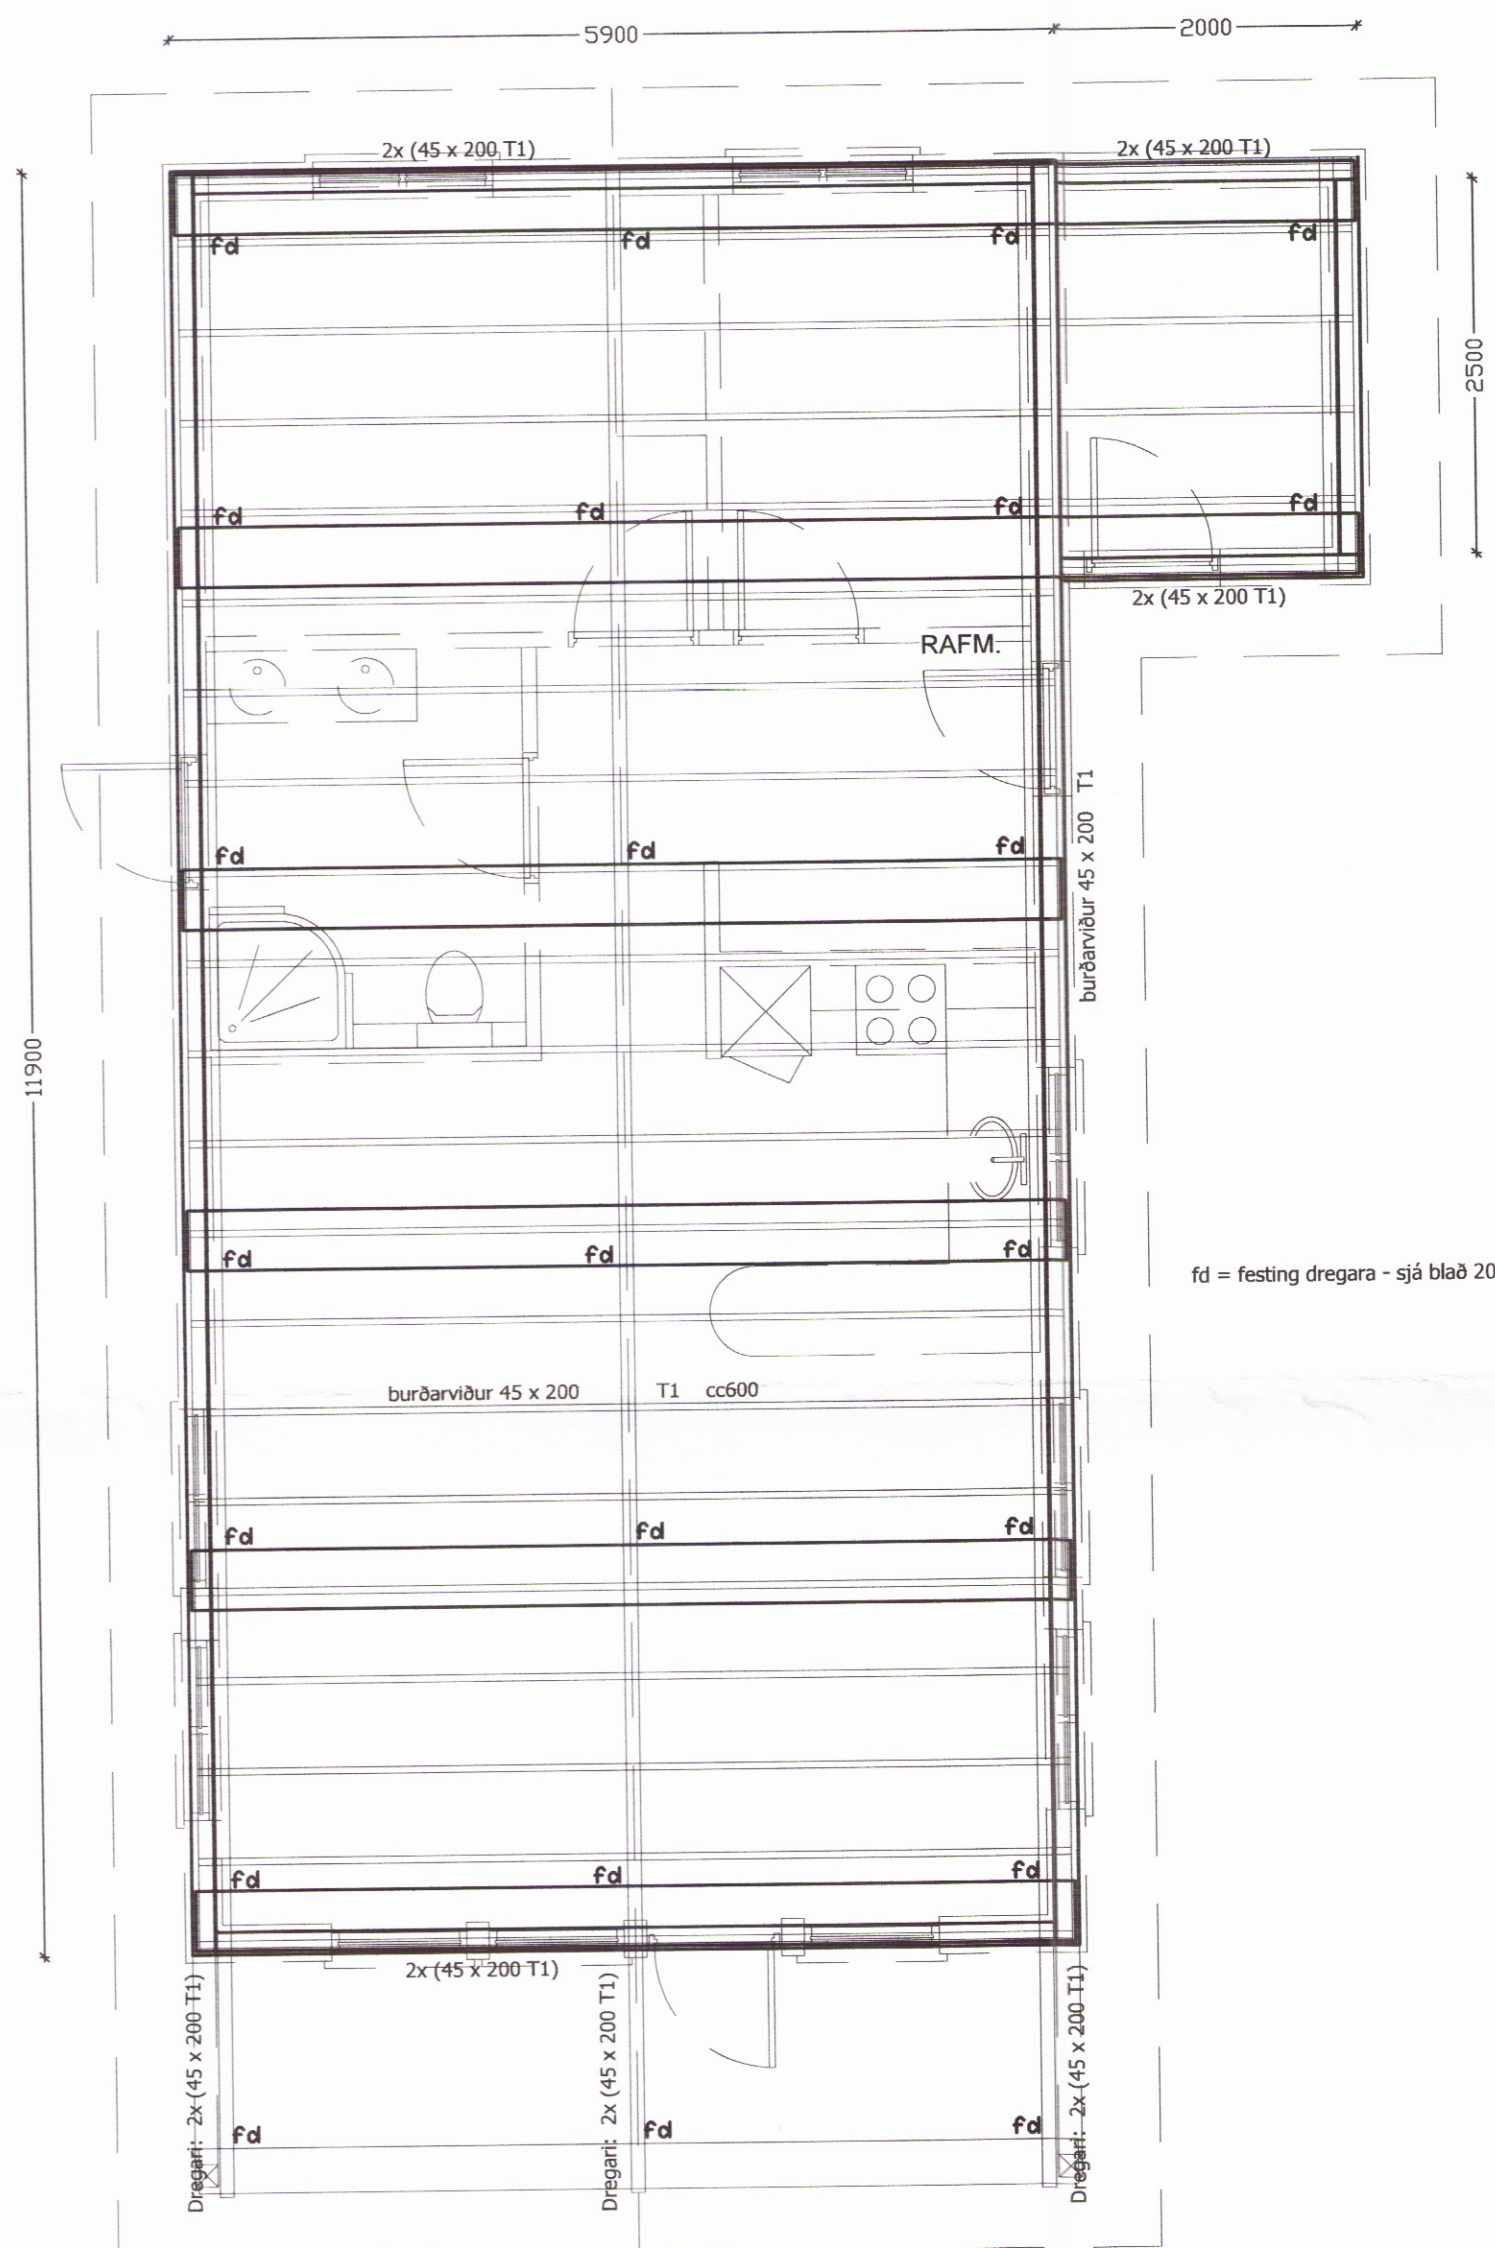 5900
2000
2x (45 x 200 T1)
2x (45 x 200 T1)
fd
fd
fd
fd
2500
fd
fd
fd
fd
2x (45 x 200 T1)
RAFM.
burðarviður 45 x 200 T1
fd
fd
fd
11900
fd
fd
fd
fd = festing dregara - sjá blað 20
burðarviður 45 x 200 T1 cc600
fd
fd
fd
fd
fd
fd
2x (45 x 200 T1)
Dregari: 2x (45 x 200 T1)
Dregari: 2x (45 x 200 T1)
Dregari: 2x (45 x 200 T1)
fd
fd
fd